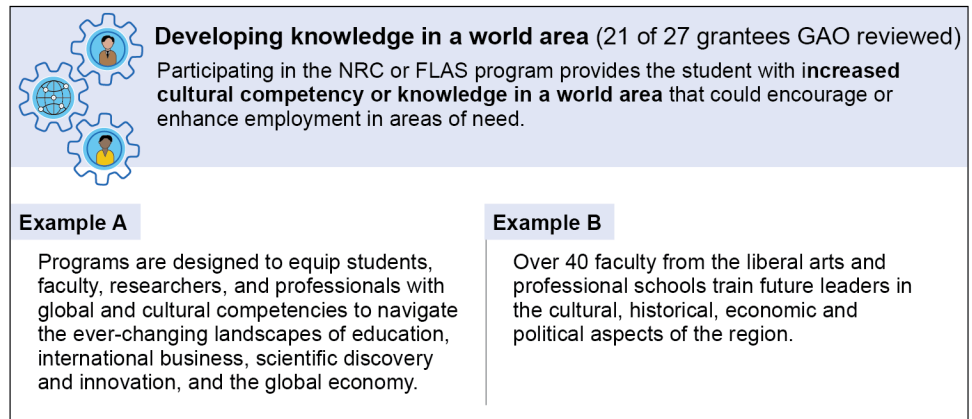 Developing knowledge in a world area (21 of 27 grantees GAO reviewed)
Participating in the NRC or FLAS program provides the student with increased
cultural competency or knowledge in a world area that could encourage or
enhance employment in areas of need.
Example A
Programs are designed to equip students,
faculty, researchers, and professionals with
global and cultural competencies to navigate
the ever-changing landscapes of education,
international business, scientific discovery
and innovation, and the global economy.
Example B
Over 40 faculty from the liberal arts and
professional schools train future leaders in
the cultural, historical, economic and
political aspects of the region.